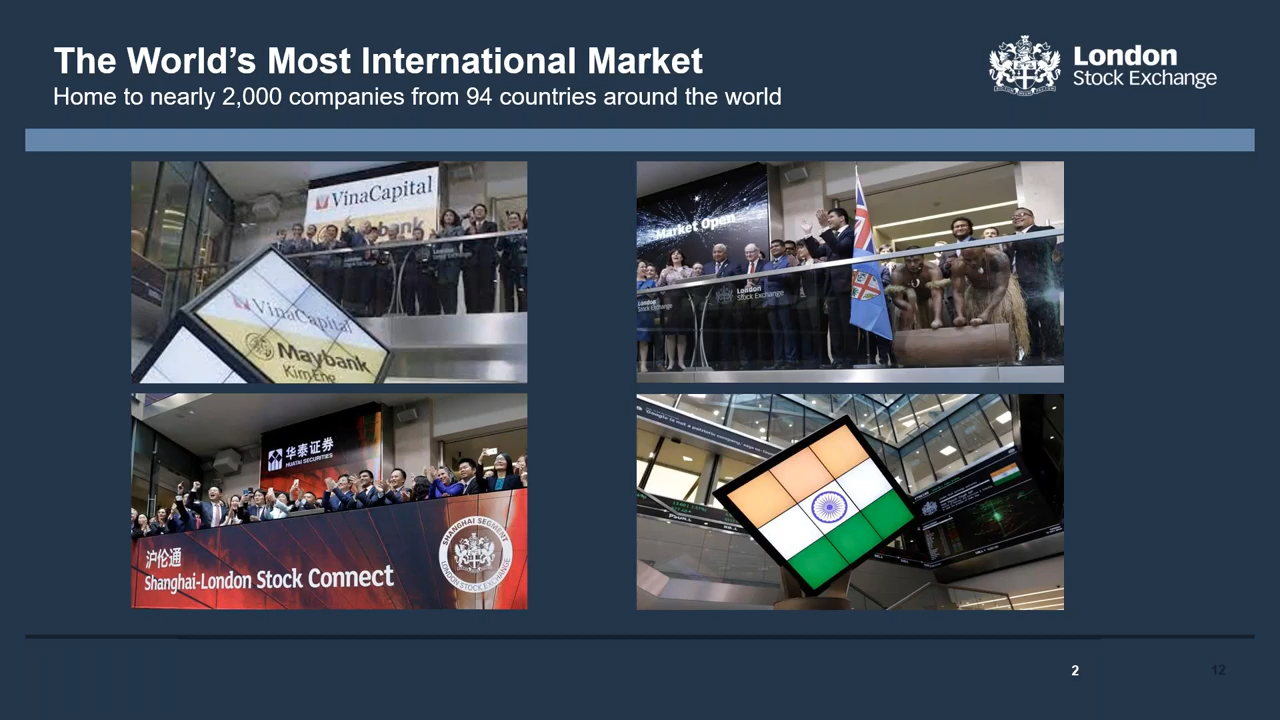 The World’s Most International Market
Home to nearly 2,000 companies from 94 countries around the world
London
Stock Exchange
VinaCapital
Maybank
VinaCapital
Maybank
KimEng
Market Open
London
Stock Exchange
London
Stock Exchange
华泰证券
HUATAI SECURITIES
沪伦通
Shanghai-London Stock Connect
SHANGHAI SEGMENT
LONDON STOCK EXCHANGE
2
12